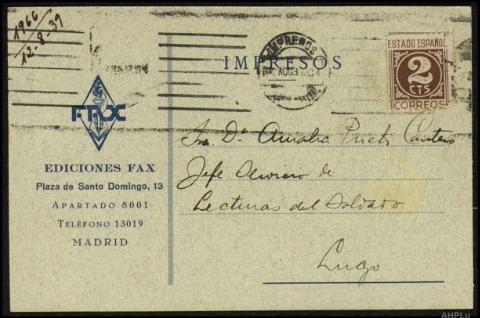 1966
12-8-39
IMPRESOS
IMPRESOS
ESTADO ESPAÑOL
2
CTS
CORREOS
FAX
EDICIONES FAX
Plaza de Santo Domingo, 13
APARTADO 8001
TELÉFONO 13019
MADRID
Sra. Dª Amalia Prieto Cantero
Jefe de
Lecturas del Soldado
Lugo
AHPLu